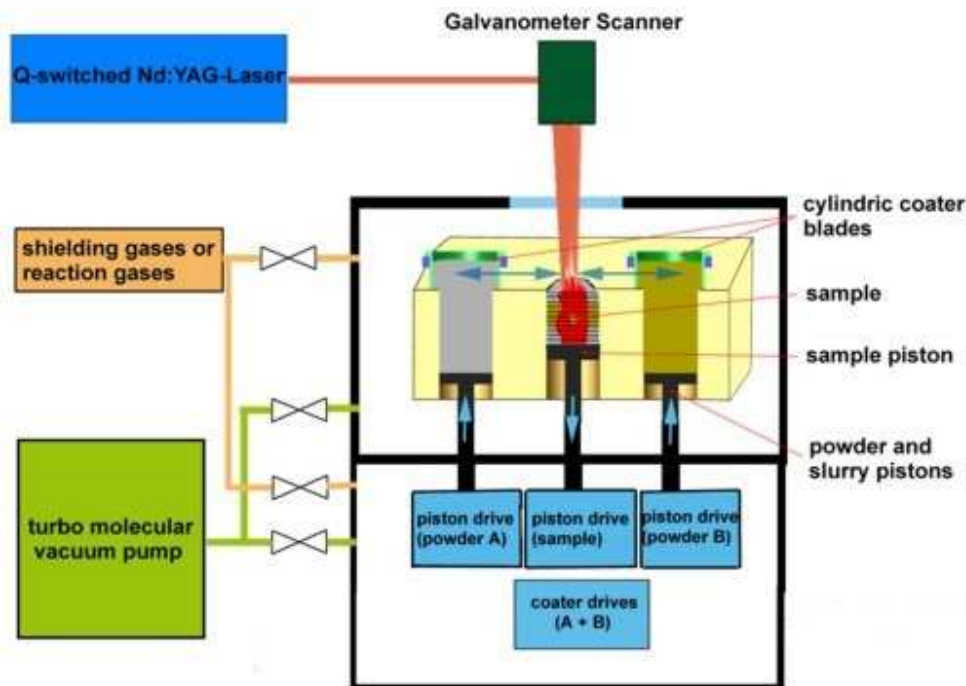 Galvanometer Scanner
Q-switched Nd:YAG-Laser
cylindric coater
blades
shielding gases or
reaction gases
sample
sample piston
powder and
slurry pistons
turbo molecular
vacuum pump
piston drive
(powder A)
piston drive
(sample)
piston drive
(powder B)
coater drives
(A + B)